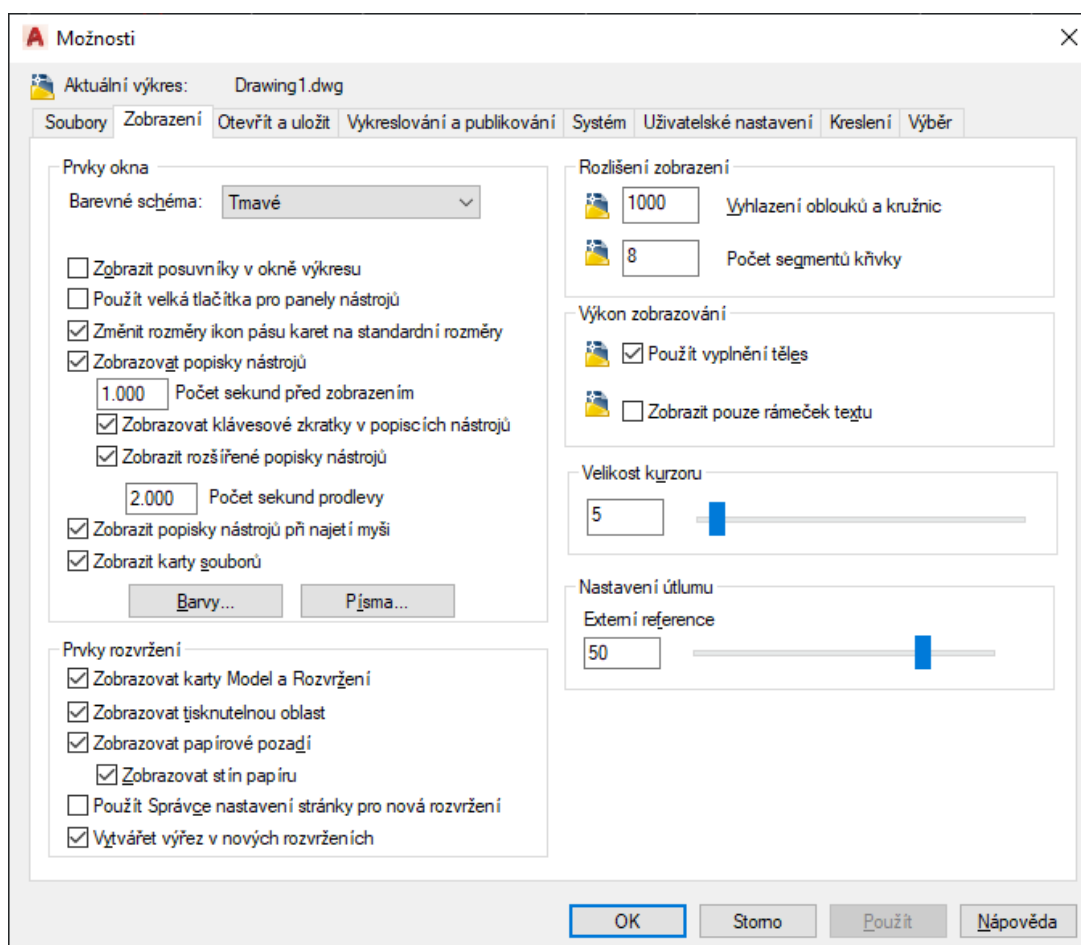 Možnosti
Aktuální výkres: Drawing1.dwg
Soubory Zobrazení Otevřít a uložit Vykreslování a publikování Systém Uživatelské nastavení Kreslení Výběr
Prvky okna
Barevné schéma: Tmavé
Zobrazit posuvníky v okně výkresu
Použít velká tlačítka pro panely nástrojů
Změnit rozměry ikon pásu karet na standardní rozměry
Zobrazovat popisky nástrojů
1.000 Počet sekund před zobrazením
Zobrazovat klávesové zkratky v popiscích nástrojů
Zobrazit rozšířené popisky nástrojů
2.000 Počet sekund prodlevy
Zobrazit popisky nástrojů při najetí myši
Zobrazit karty souborů
Barvy... Písma...
Prvky rozvržení
Zobrazovat karty Model a Rozvržení
Zobrazovat tisknutelnou oblast
Zobrazovat papírové pozadí
Zobrazovat stín papíru
Použít Správce nastavení stránky pro nová rozvržení
Vytvářet výřez v nových rozvrženích
Rozlišení zobrazení
1000 Vyhlazení oblouků a kružnic
8 Počet segmentů křivky
Výkon zobrazování
Použít vyplnění těles
Zobrazit pouze rámeček textu
Velikost kurzoru
5
Nastavení útlumu
Externí reference
50
OK Storno Použít Nápověda